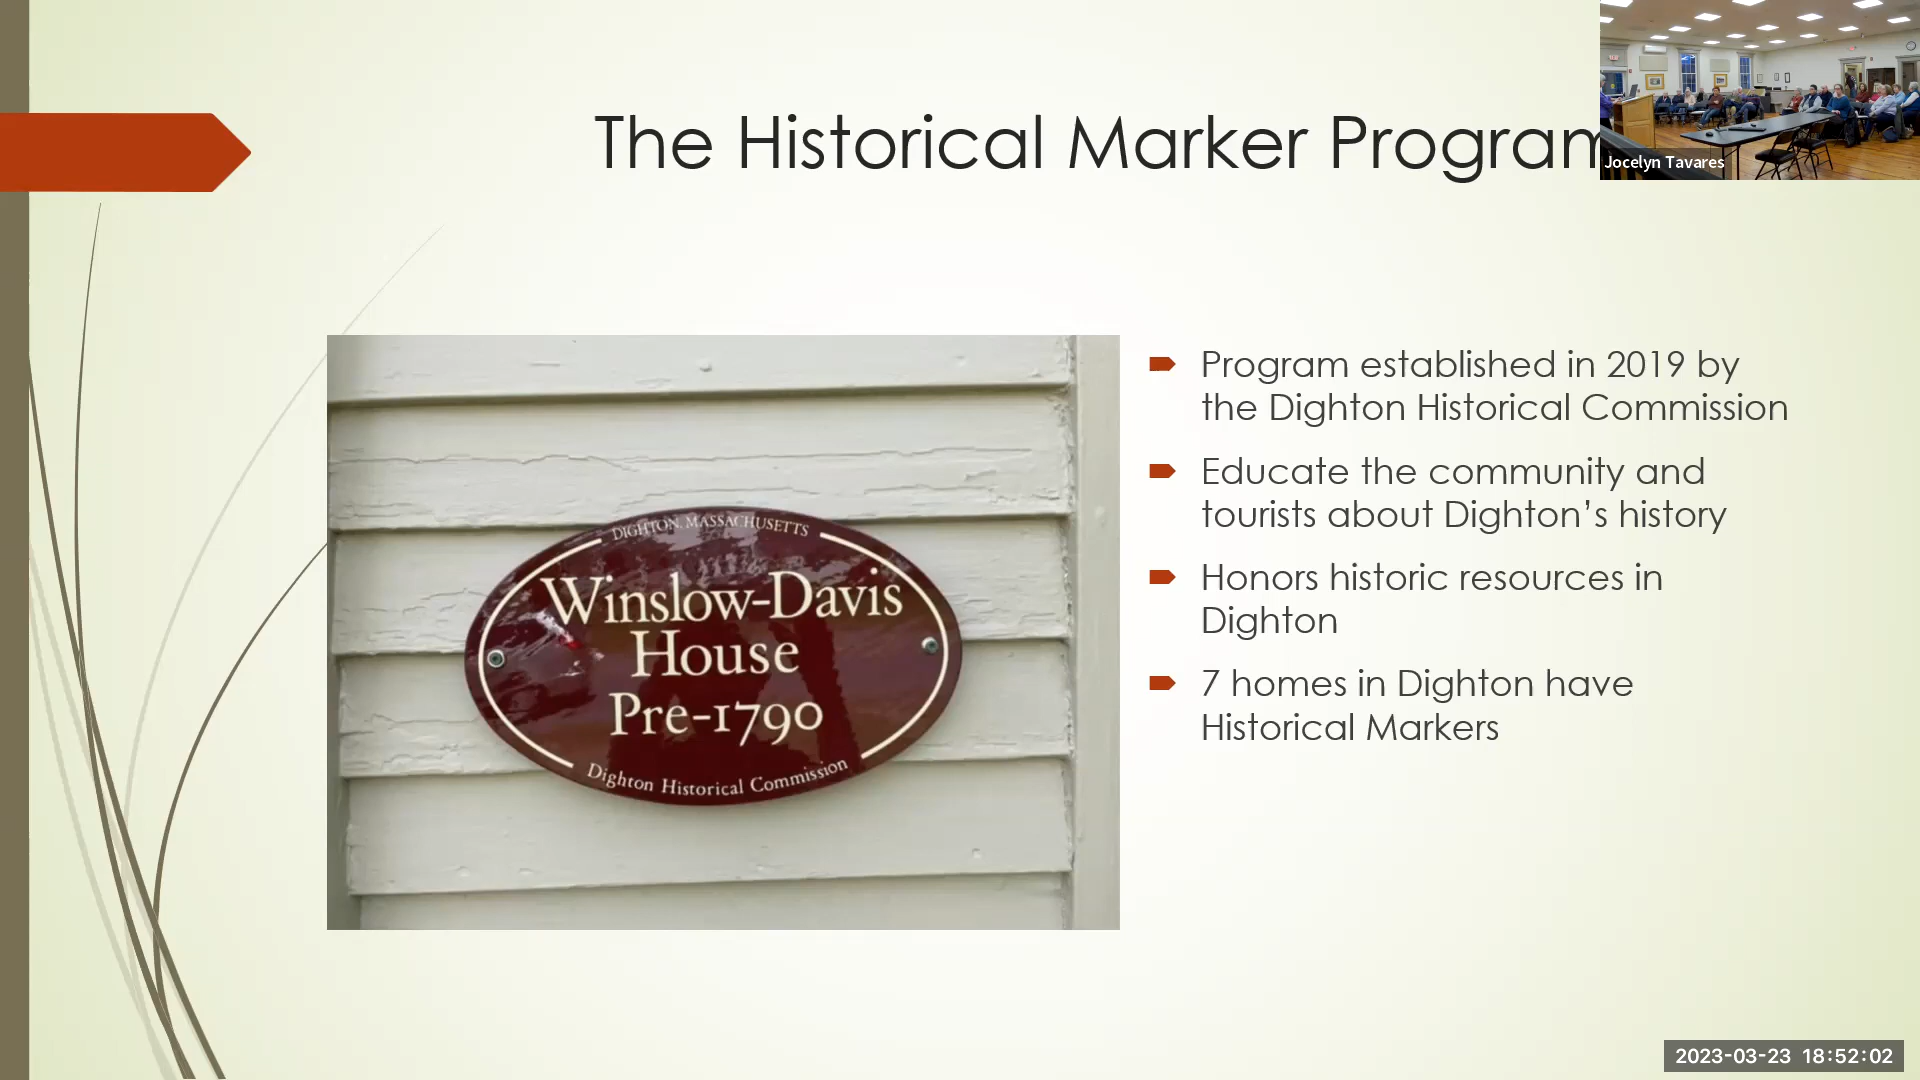 The Historical Marker Program
Jocelyn Tavares
DIGHTON, MASSACHUSETTS
Winslow-Davis
House
Pre-1790
Dighton Historical Commission
Program established in 2019 by
the Dighton Historical Commission
Educate the community and
tourists about Dighton’s history
Honors historic resources in
Dighton
7 homes in Dighton have
Historical Markers
2023-03-23 18:52:02